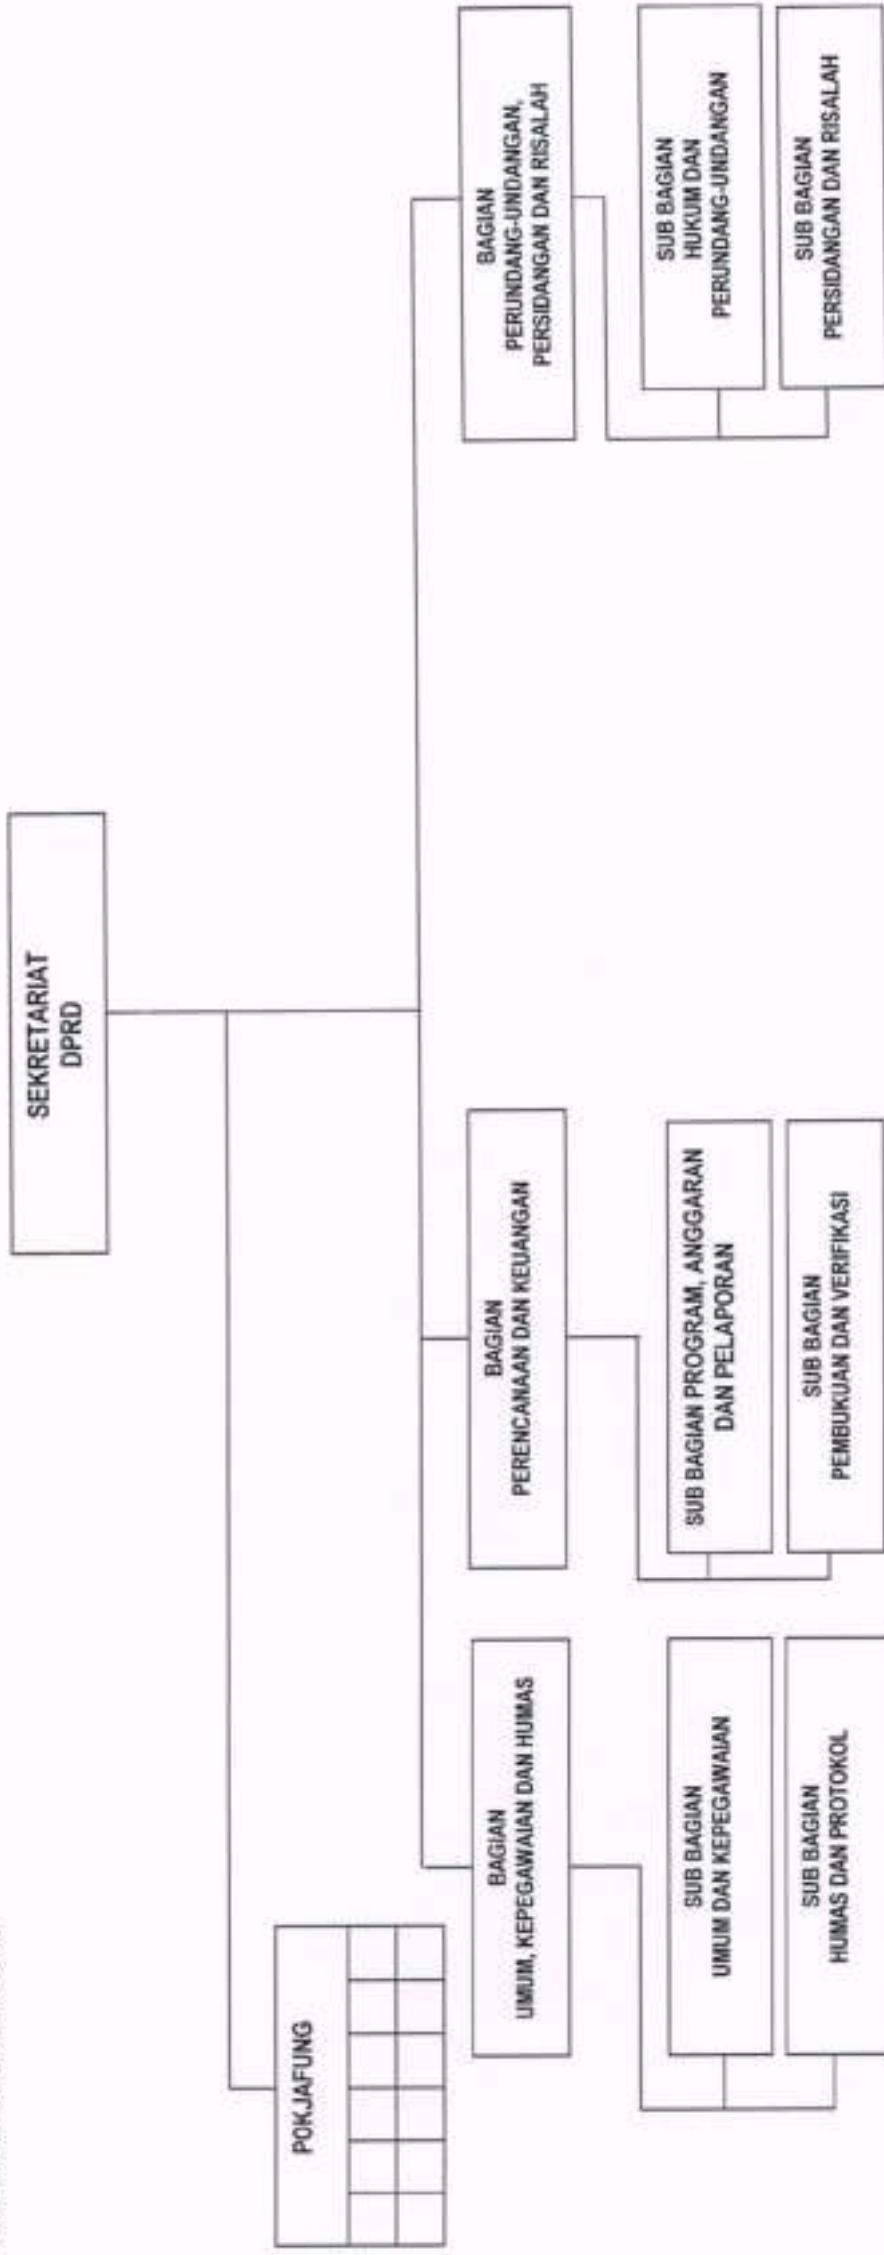 SEKRETARIAT
DPRD
POKJAFUNG
BAGIAN
UMUM, KEPEGAWAIAN DAN HUMAS
BAGIAN
PERENCANAAN DAN KEUANGAN
BAGIAN
PERUNDANG-UNDANGAN,
PERSIDANGAN DAN RISALAH
SUB BAGIAN
UMUM DAN KEPEGAWAIAN
SUB BAGIAN
HUMAS DAN PROTOKOL
SUB BAGIAN PROGRAM, ANGGARAN
DAN PELAPORAN
SUB BAGIAN
PEMBUKUAN DAN VERIFIKASI
SUB BAGIAN
HUKUM DAN
PERUNDANG-UNDANGAN
SUB BAGIAN
PERSIDANGAN DAN RISALAH